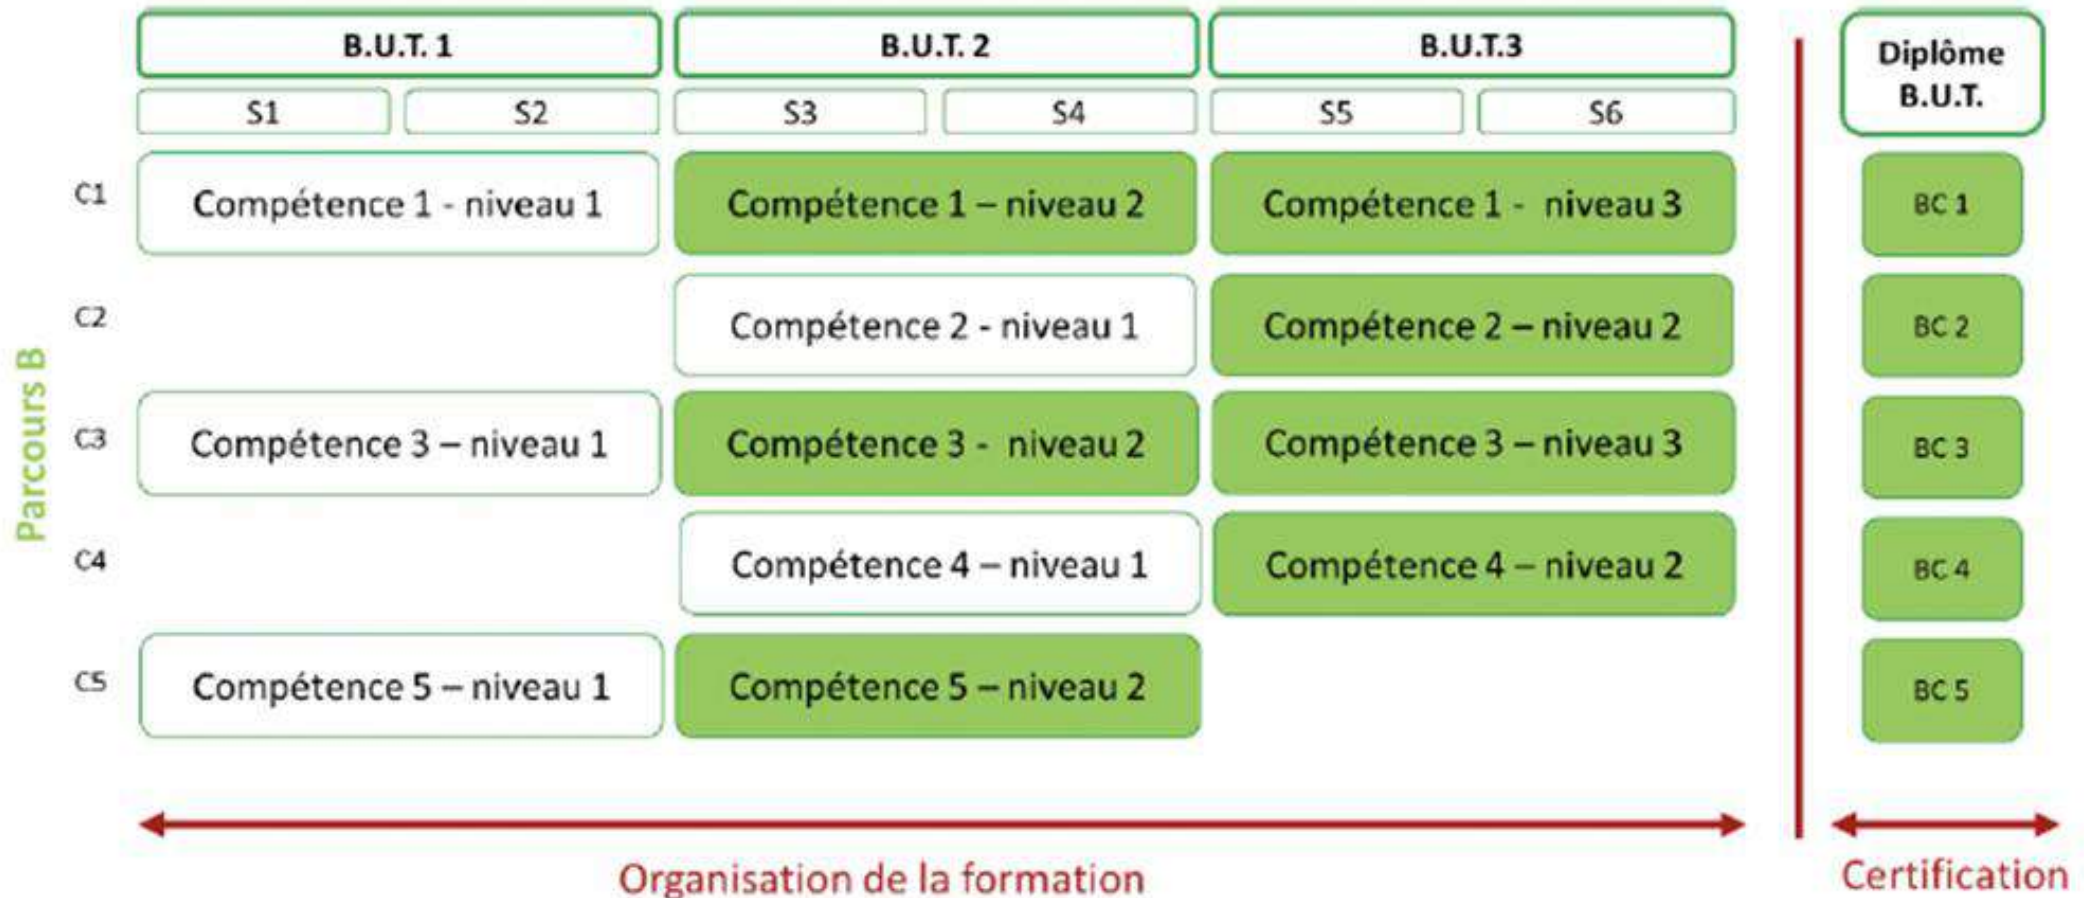 B.U.T. 1
B.U.T. 2
B.U.T.3
Diplôme
B.U.T.
S1
S2
S3
S4
S5
S6
Parcours B
C1
Compétence 1 - niveau 1
Compétence 1 – niveau 2
Compétence 1 - niveau 3
BC 1
C2
Compétence 2 - niveau 1
Compétence 2 – niveau 2
BC 2
C3
Compétence 3 – niveau 1
Compétence 3 - niveau 2
Compétence 3 – niveau 3
BC 3
C4
Compétence 4 – niveau 1
Compétence 4 – niveau 2
BC 4
C5
Compétence 5 – niveau 1
Compétence 5 – niveau 2
BC 5
Organisation de la formation
Certification